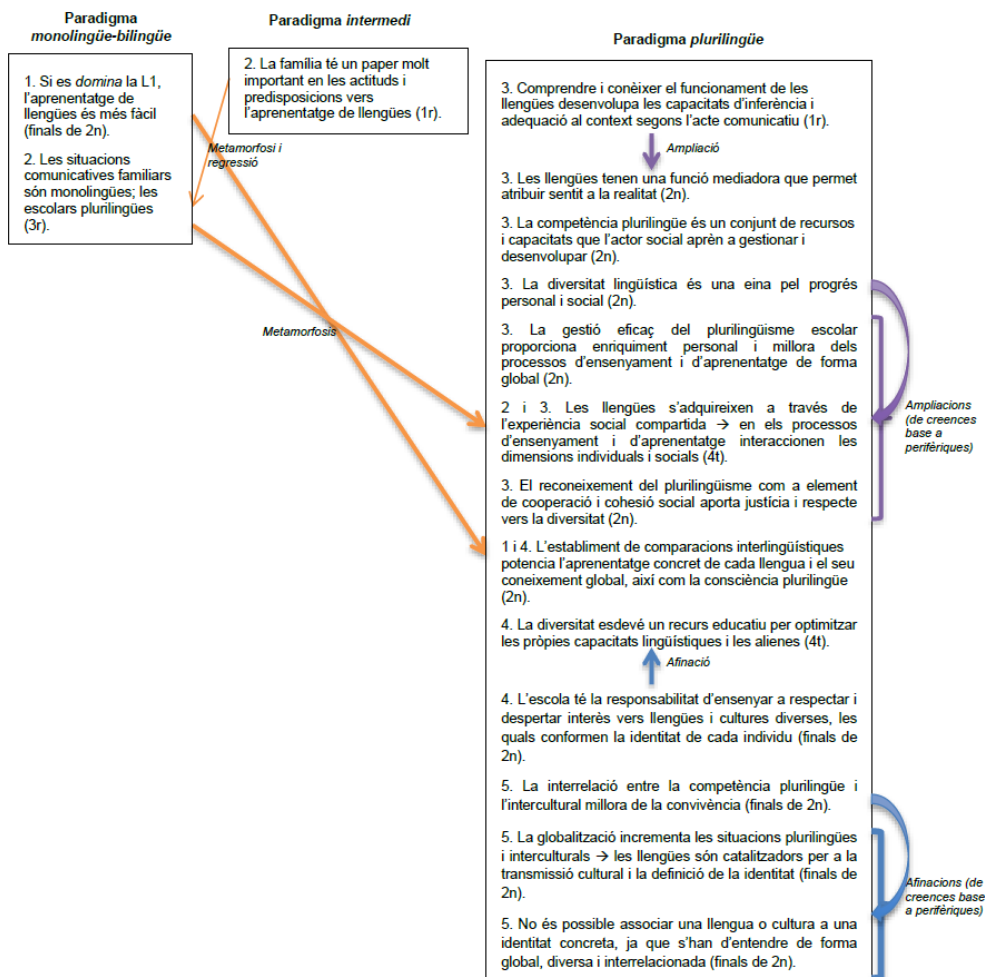 Paradigma
monolingüe-bilingüe
1. Si es domina la L1,
l’aprenentatge de
llengües és més fàcil
(finals de 2n).
2. Les situacions
comunicatives familiars
són monolingues; les
escolars plurilingües
(3r).
Paradigma intermedi
2. La família té un paper molt
important en les actituds i
predisposicions vers
l’aprenentatge de llengües (1r).
Metamorfosi i
regressió
Metamorfosis
Paradigma plurilingüe
3. Comprendre i conèixer el funcionament de les
llengües desenvolupa les capacitats d’inferència i
adequació al context segons l’acte comunicatiu (1r).
Ampliació
3. Les llengües tenen una funció mediadora que permet
atribuir sentit a la realitat (2n).
3. La competència plurilingüe és un conjunt de recursos
i capacitats que l’actor social aprèn a gestionar i
desenvolupar (2n).
3. La diversitat lingüística és una eina pel progrés
personal i social (2n).
3. La gestió eficaç del plurilingüisme escolar
proporciona enriquiment personal i millora dels
processos d’ensenyament i d’aprenentatge de forma
global (2n).
2 i 3. Les llengües s’adquireixen a través de
l’experiència social compartida → en els processos
d’ensenyament i d’aprenentatge interaccionen les
dimensions individuals i socials (4t).
3. El reconeixement del plurilingüisme com a element
de cooperació i cohesió social aporta justícia i respecte
vers la diversitat (2n).
Ampliacions
(de creences
base a
perifèriques)
1 i 4. L’establiment de comparacions interlingüístiques
potencia l’aprenentatge concret de cada llengua i el seu
coneixement global, així com la consciència plurilingüe
(2n).
4. La diversitat esdevé un recurs educatiu per optimitzar
les pròpies capacitats lingüístiques i les alienes (4t).
Afinació
4. L’escola té la responsabilitat d’ensenyar a respectar i
despertar interès vers llengües i cultures diverses, les
quals conformen la identitat de cada individu (finals de
2n).
5. La interrelació entre la competència plurilingüe i
l’intercultural millora de la convivència (finals de 2n).
5. La globalització incrementa les situacions plurilingües
i interculturals → les llengües són catalitzadors per a la
transmissió cultural i la definició de la identitat (finals de
2n).
5. No és possible associar una llengua o cultura a una
identitat concreta, ja que s’han d’entendre de forma
global, diversa i interrelacionada (finals de 2n).
Afinacions (de
creences base
a perifèriques)